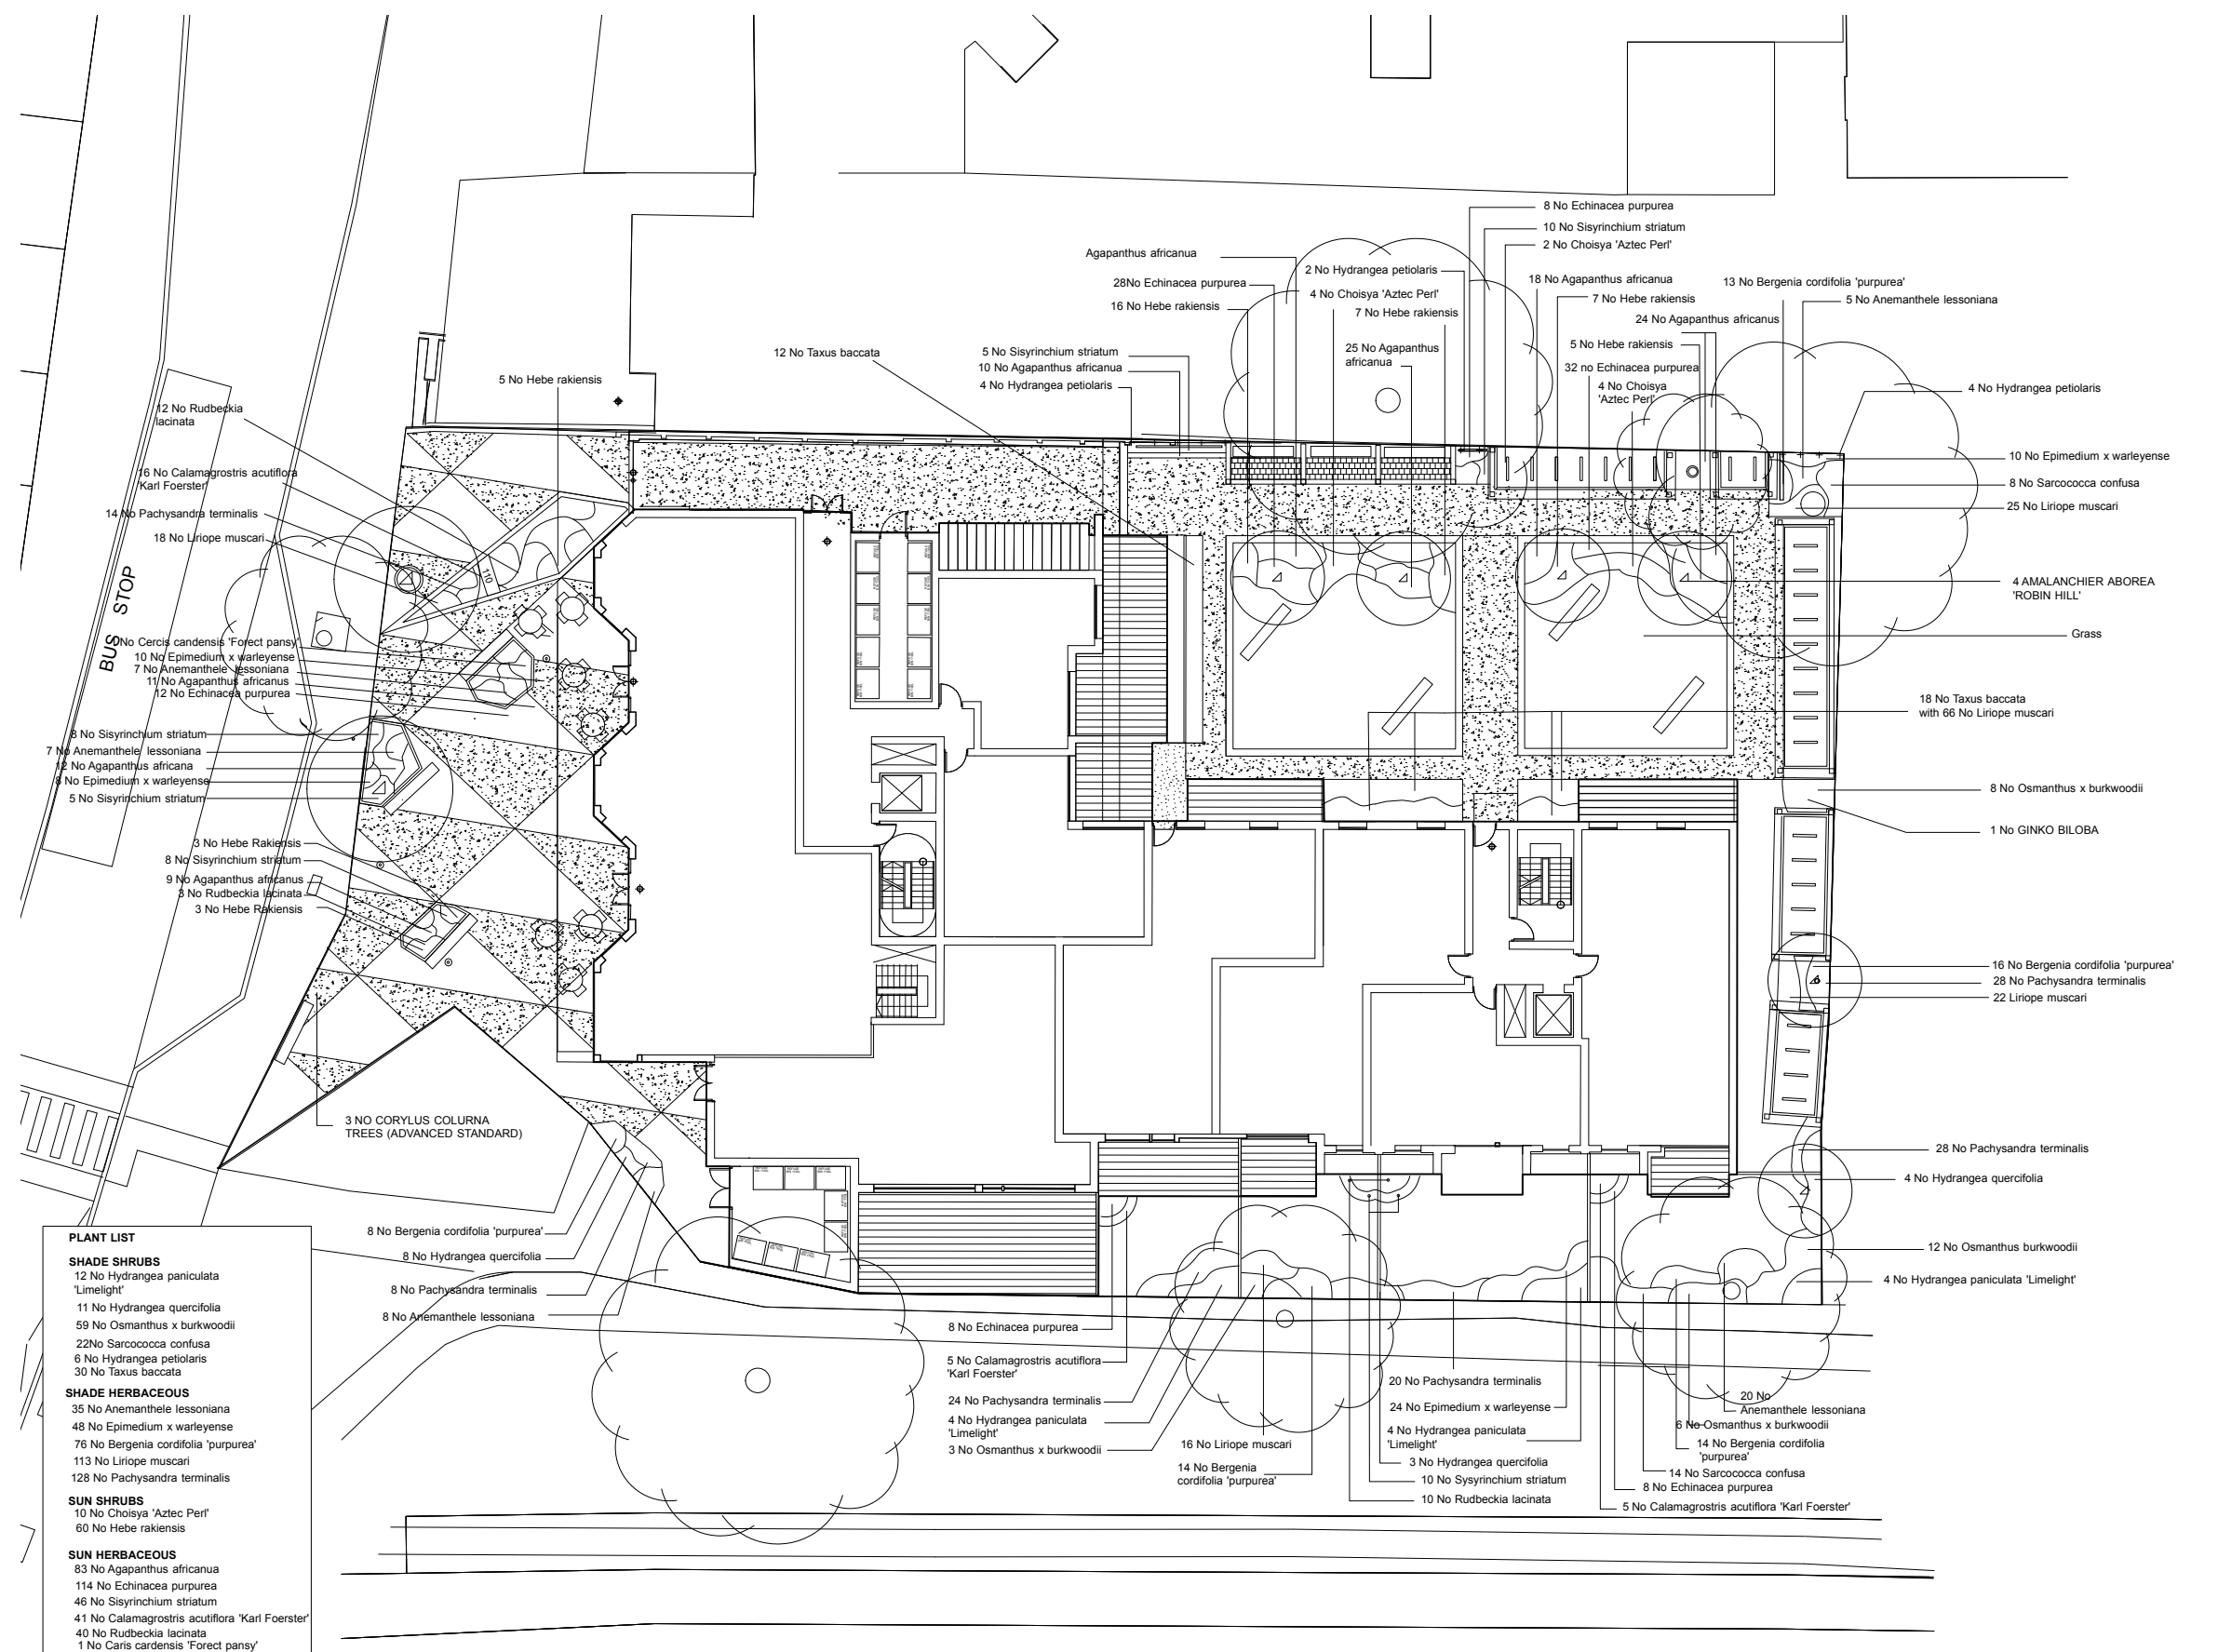 8 No Echinacea purpurea
10 No Sisyrinchium striatum
2 No Choisya 'Aztec Perl'
Agapanthus africanua
28No Echinacea purpurea
16 No Hebe rakiensis
2 No Hydrangea petiolaris
4 No Choisya 'Aztec Perl'
7 No Hebe rakiensis
25 No Agapanthus
africanua
18 No Agapanthus africanua
7 No Hebe rakiensis
24 No Agapanthus africanus
5 No Hebe rakiensis
32 no Echinacea purpurea
4 No Choisya
'Aztec Perl'
13 No Bergenia cordifolia 'purpurea'
5 No Anemanthele lessoniana
4 No Hydrangea petiolaris
10 No Epimedium x warleyense
8 No Sarcococca confusa
25 No Liriope muscari
4 AMALANCHIER ABOREA
'ROBIN HILL'
Grass
18 No Taxus baccata
with 66 No Liriope muscari
8 No Osmanthus x burkwoodii
1 No GINKO BILOBA
16 No Bergenia cordifolia 'purpurea'
28 No Pachysandra terminalis
22 Liriope muscari
28 No Pachysandra terminalis
4 No Hydrangea quercifolia
12 No Osmanthus burkwoodii
4 No Hydrangea paniculata 'Limelight'
12 No Taxus baccata
5 No Sisyrinchium striatum
10 No Agapanthus africanua
4 No Hydrangea petiolaris
5 No Hebe rakiensis
12 No Rudbeckia
lacinata
16 No Calamagrostris acutiflora
'Karl Foerster'
14 No Pachysandra terminalis
18 No Liriope muscari
110
BUS STOP
No Cercis candensis 'Forect pansy'
10 No Epimedium x warleyense
7 No Anemanthele lessoniana
11 No Agapanthus africanus
12 No Echinacea purpurea
8 No Sisyrinchium striatum
7 No Anemanthele lessoniana
12 No Agapanthus africana
8 No Epimedium x warleyense
5 No Sisyrinchium striatum
3 No Hebe Rakiensis
8 No Sisyrinchium striatum
9 No Agapanthus africanus
3 No Rudbeckia lacinata
3 No Hebe Rakiensis
3 NO CORYLUS COLURNA
TREES (ADVANCED STANDARD)
8 No Bergenia cordifolia 'purpurea'
8 No Hydrangea quercifolia
8 No Pachysandra terminalis
8 No Anemanthele lessoniana
8 No Echinacea purpurea
5 No Calamagrostris acutiflora
'Karl Foerster'
24 No Pachysandra terminalis
4 No Hydrangea paniculata
'Limelight'
3 No Osmanthus x burkwoodii
16 No Liriope muscari
14 No Bergenia
cordifolia 'purpurea'
20 No Pachysandra terminalis
24 No Epimedium x warleyense
4 No Hydrangea paniculata
'Limelight'
3 No Hydrangea quercifolia
10 No Sysyrinchium striatum
10 No Rudbeckia lacinata
20 No
Anemanthele lessoniana
6 No Osmanthus x burkwoodii
14 No Bergenia cordifolia
'purpurea'
14 No Sarcococca confusa
8 No Echinacea purpurea
5 No Calamagrostris acutiflora 'Karl Foerster'
PLANT LIST
SHADE SHRUBS
12 No Hydrangea paniculata
'Limelight'
11 No Hydrangea quercifolia
59 No Osmanthus x burkwoodii
22No Sarcococca confusa
6 No Hydrangea petiolaris
30 No Taxus baccata
SHADE HERBACEOUS
35 No Anemanthele lessoniana
48 No Epimedium x warleyense
76 No Bergenia cordifolia 'purpurea'
113 No Liriope muscari
128 No Pachysandra terminalis
SUN SHRUBS
10 No Choisya 'Aztec Perl'
60 No Hebe rakiensis
SUN HERBACEOUS
83 No Agapanthus africanua
114 No Echinacea purpurea
46 No Sisyrinchium striatum
41 No Calamagrostris acutiflora 'Karl Foerster'
40 No Rudbeckia lacinata
1 No Caris cardensis 'Forect pansy'